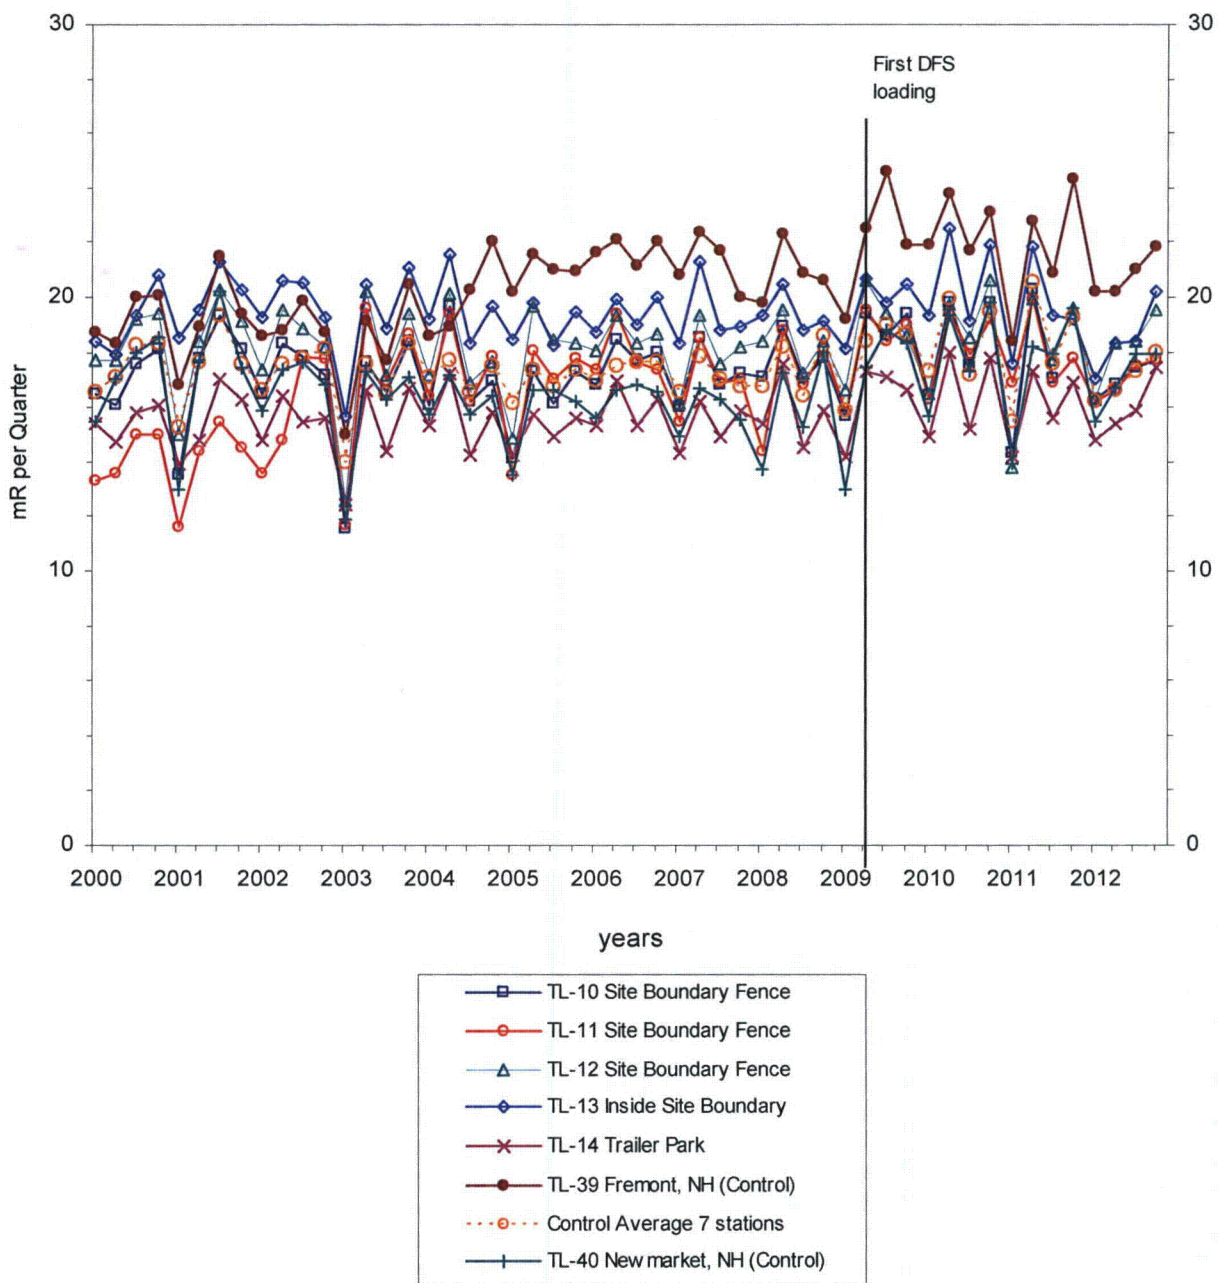 30
30
First DFS
loading
20
20
mR per Quarter
10
10
0
0
2000 2001 2002 2003 2004 2005 2006 2007 2008 2009 2010 2011 2012
years
TL-10 Site Boundary Fence
TL-11 Site Boundary Fence
TL-12 Site Boundary Fence
TL-13 Inside Site Boundary
TL-14 Trailer Park
TL-39 Fremont, NH (Control)
Control Average 7 stations
TL-40 Newmarket, NH (Control)